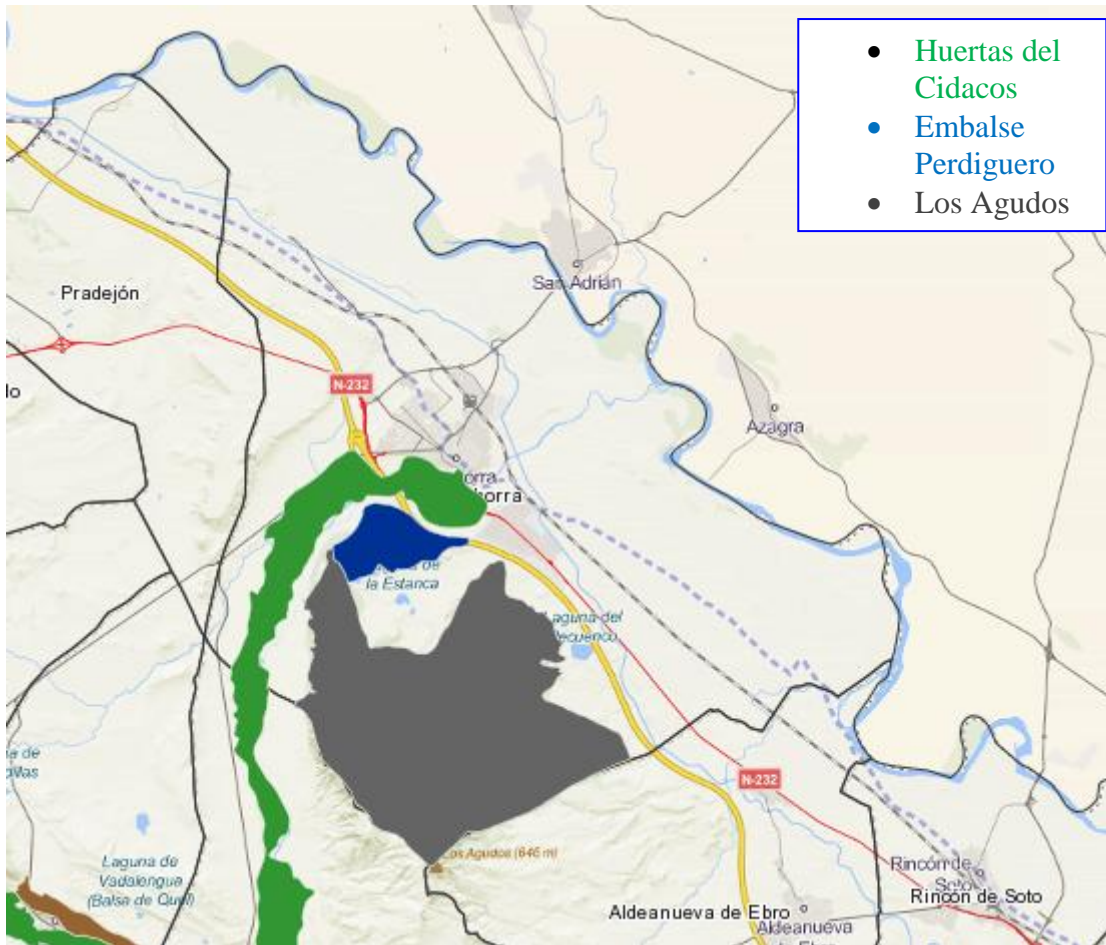 Huertas del
Cidacos
Embalse
Perdiguero
Los Agudos
San Adrián
Pradejón
N-232
Azagra
la Estanca
Laguna del
Los Agudos (646 m)
N-232
Laguna de
Vadalengua
(Balsa de Quel)
Rincón de
Soto
Rincón de Soto
Aldeanueva de Ebro
Aldeanueva